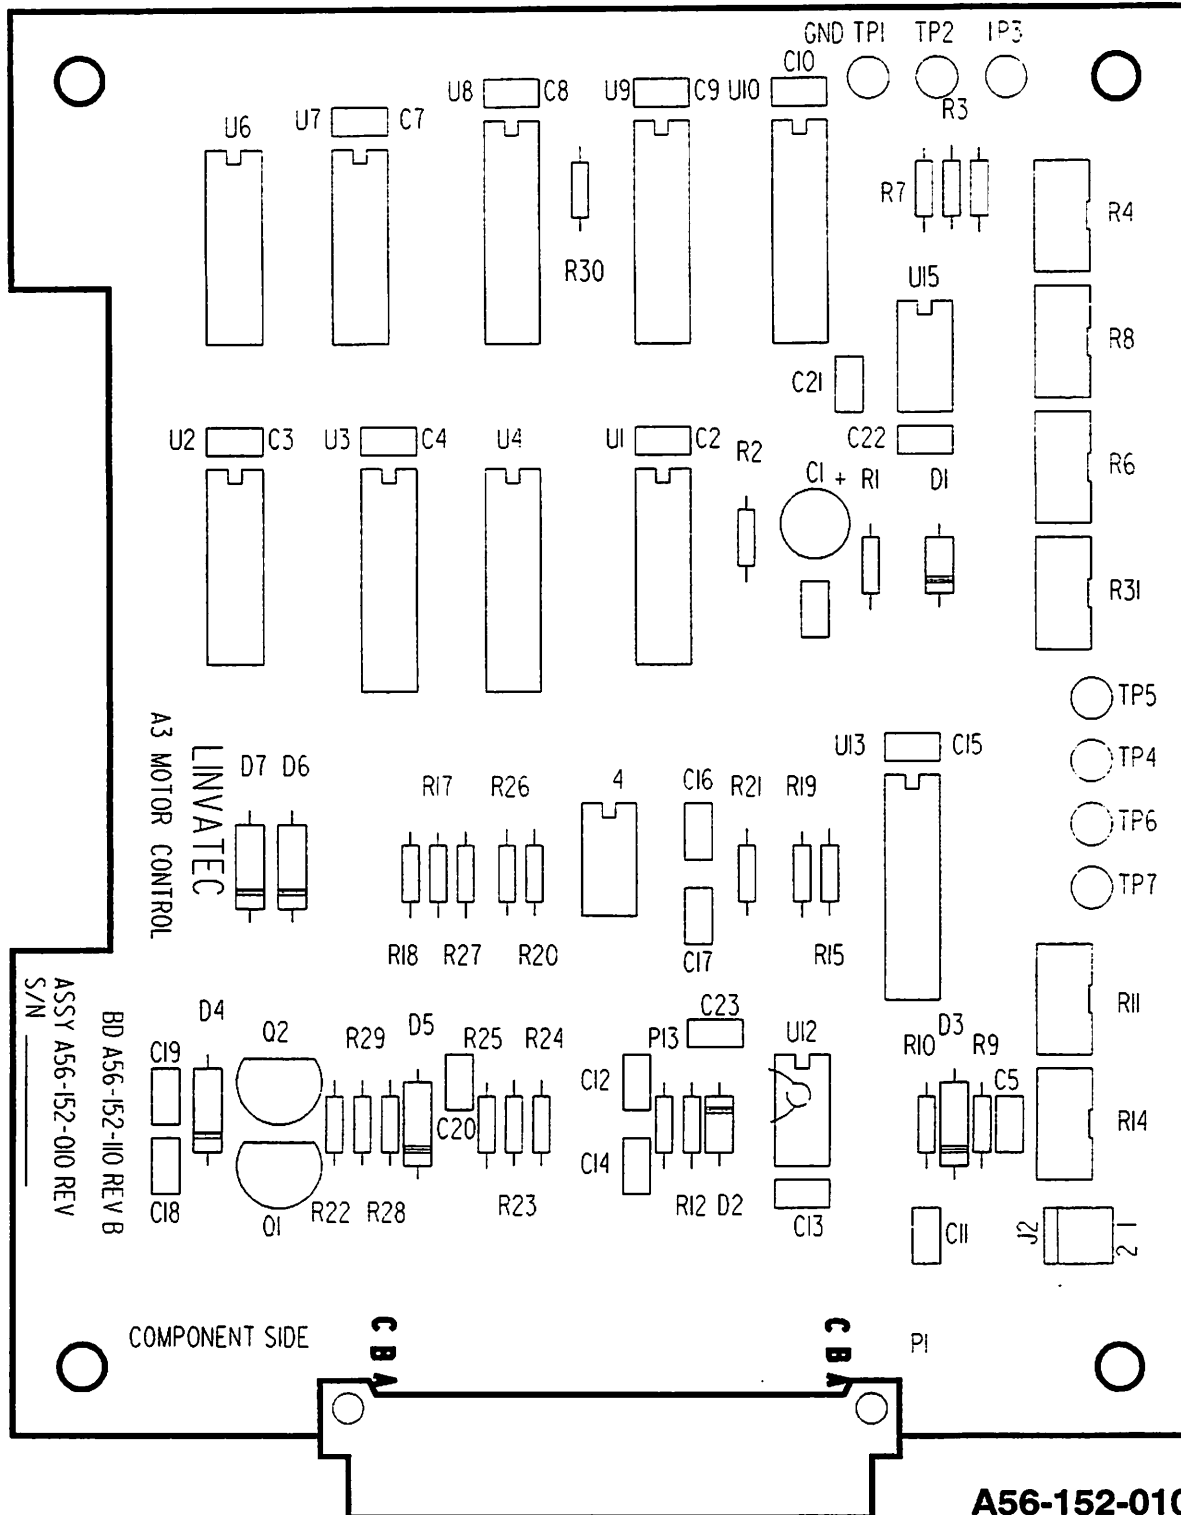 GND TP1 TP2 TP3
C10
U8 C8 U9 C9 U10
R3
U7 C7
U6
R7
R4
R30
U15
R8
C21
U2 C3 U3 C4 U4 U1 C2
C22
R2
C1 + R1 D1
R6
R31
TP5
TP4
TP6
TP7
U13 C15
LINVATEC
A3 MOTOR CONTROL
D7 D6
R17 R26 4 C16 R21 R19
R18 R27 R20 C17 R15
R11
ASSY A56-152-010 REV
S/N
BD A56-152-110 REV B
D4
C19 Q2 R29 D5 R25 R24
C23
P13 U12
R10 D3 R9
C12
C5
C20
C14
R14
C18 Q1 R22 R28 R23 R12 D2 C13
C11
J2
2 1
COMPONENT SIDE
C B A
C B A
P1
A56-152-010